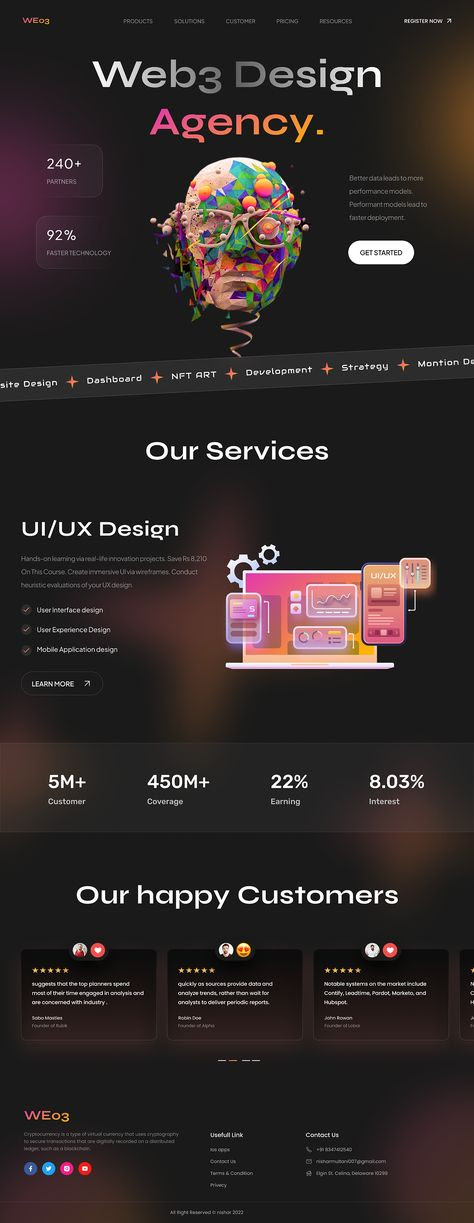 WE03
PRODUCTS
SOLUTIONS
CUSTOMER
PRICING
RESOURCES
REGISTER NOW
Web3 Design
Agency.
240+
PARTNERS
92%
FASTER TECHNOLOGY
Better data leads to more
performance models.
Performant models lead to
faster deployment.
GET STARTED
site Design
Dashboard
NFT ART
Development
Strategy
Montion De
Our Services
UI/UX Design
Hands-on learning via real-life innovation projects. Save Rs 8,210
On This Course. Create immersive UI via wireframes. Conduct
heuristic evaluations of your UX design.
User Interface design
User Experience Design
Mobile Application design
LEARN MORE
UI/UX
S
5M+
Customer
450M+
Coverage
22%
Earning
8.03%
Interest
Our happy Customers
suggests that the top planners spend
most of their time engaged in analysis and
are concerned with industry .
Sabo Masties
Founder of Rubik
quickly as sources provide data and
analyze trends, rather than wait for
analysts to deliver periodic reports.
Robin Doe
Founder of Alpha
Notable systems on the market include
Contify, Leadtime, Pardot, Marketo, and
Hubspot.
John Rowan
Founder of Lobar
WE03
Cryptocurrency is a type of virtual currency that uses cryptography
to secure transactions that are digitally recorded on a distributed
ledger, such as a blockchain.
Usefull Link
Ios apps
Contact Us
Terms & Condition
Privacy
Contact Us
+91 8347412540
nisharmultani007@gmail.com
Elgin St. Celina, Delaware 10299
All Right Reserved © nishar 2022